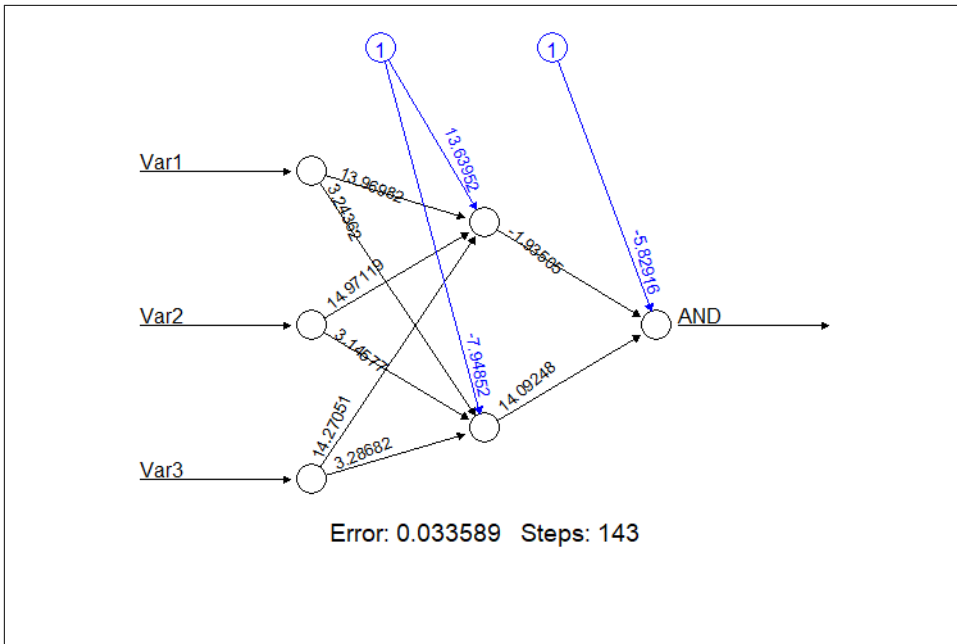 1
1
13.63952
Var1
13.96982
3.24362
-1.93505
-5.82916
14.97119
Var2
AND
3.14577
-7.94852
14.09248
14.27051
3.28682
Var3
Error: 0.033589 Steps: 143